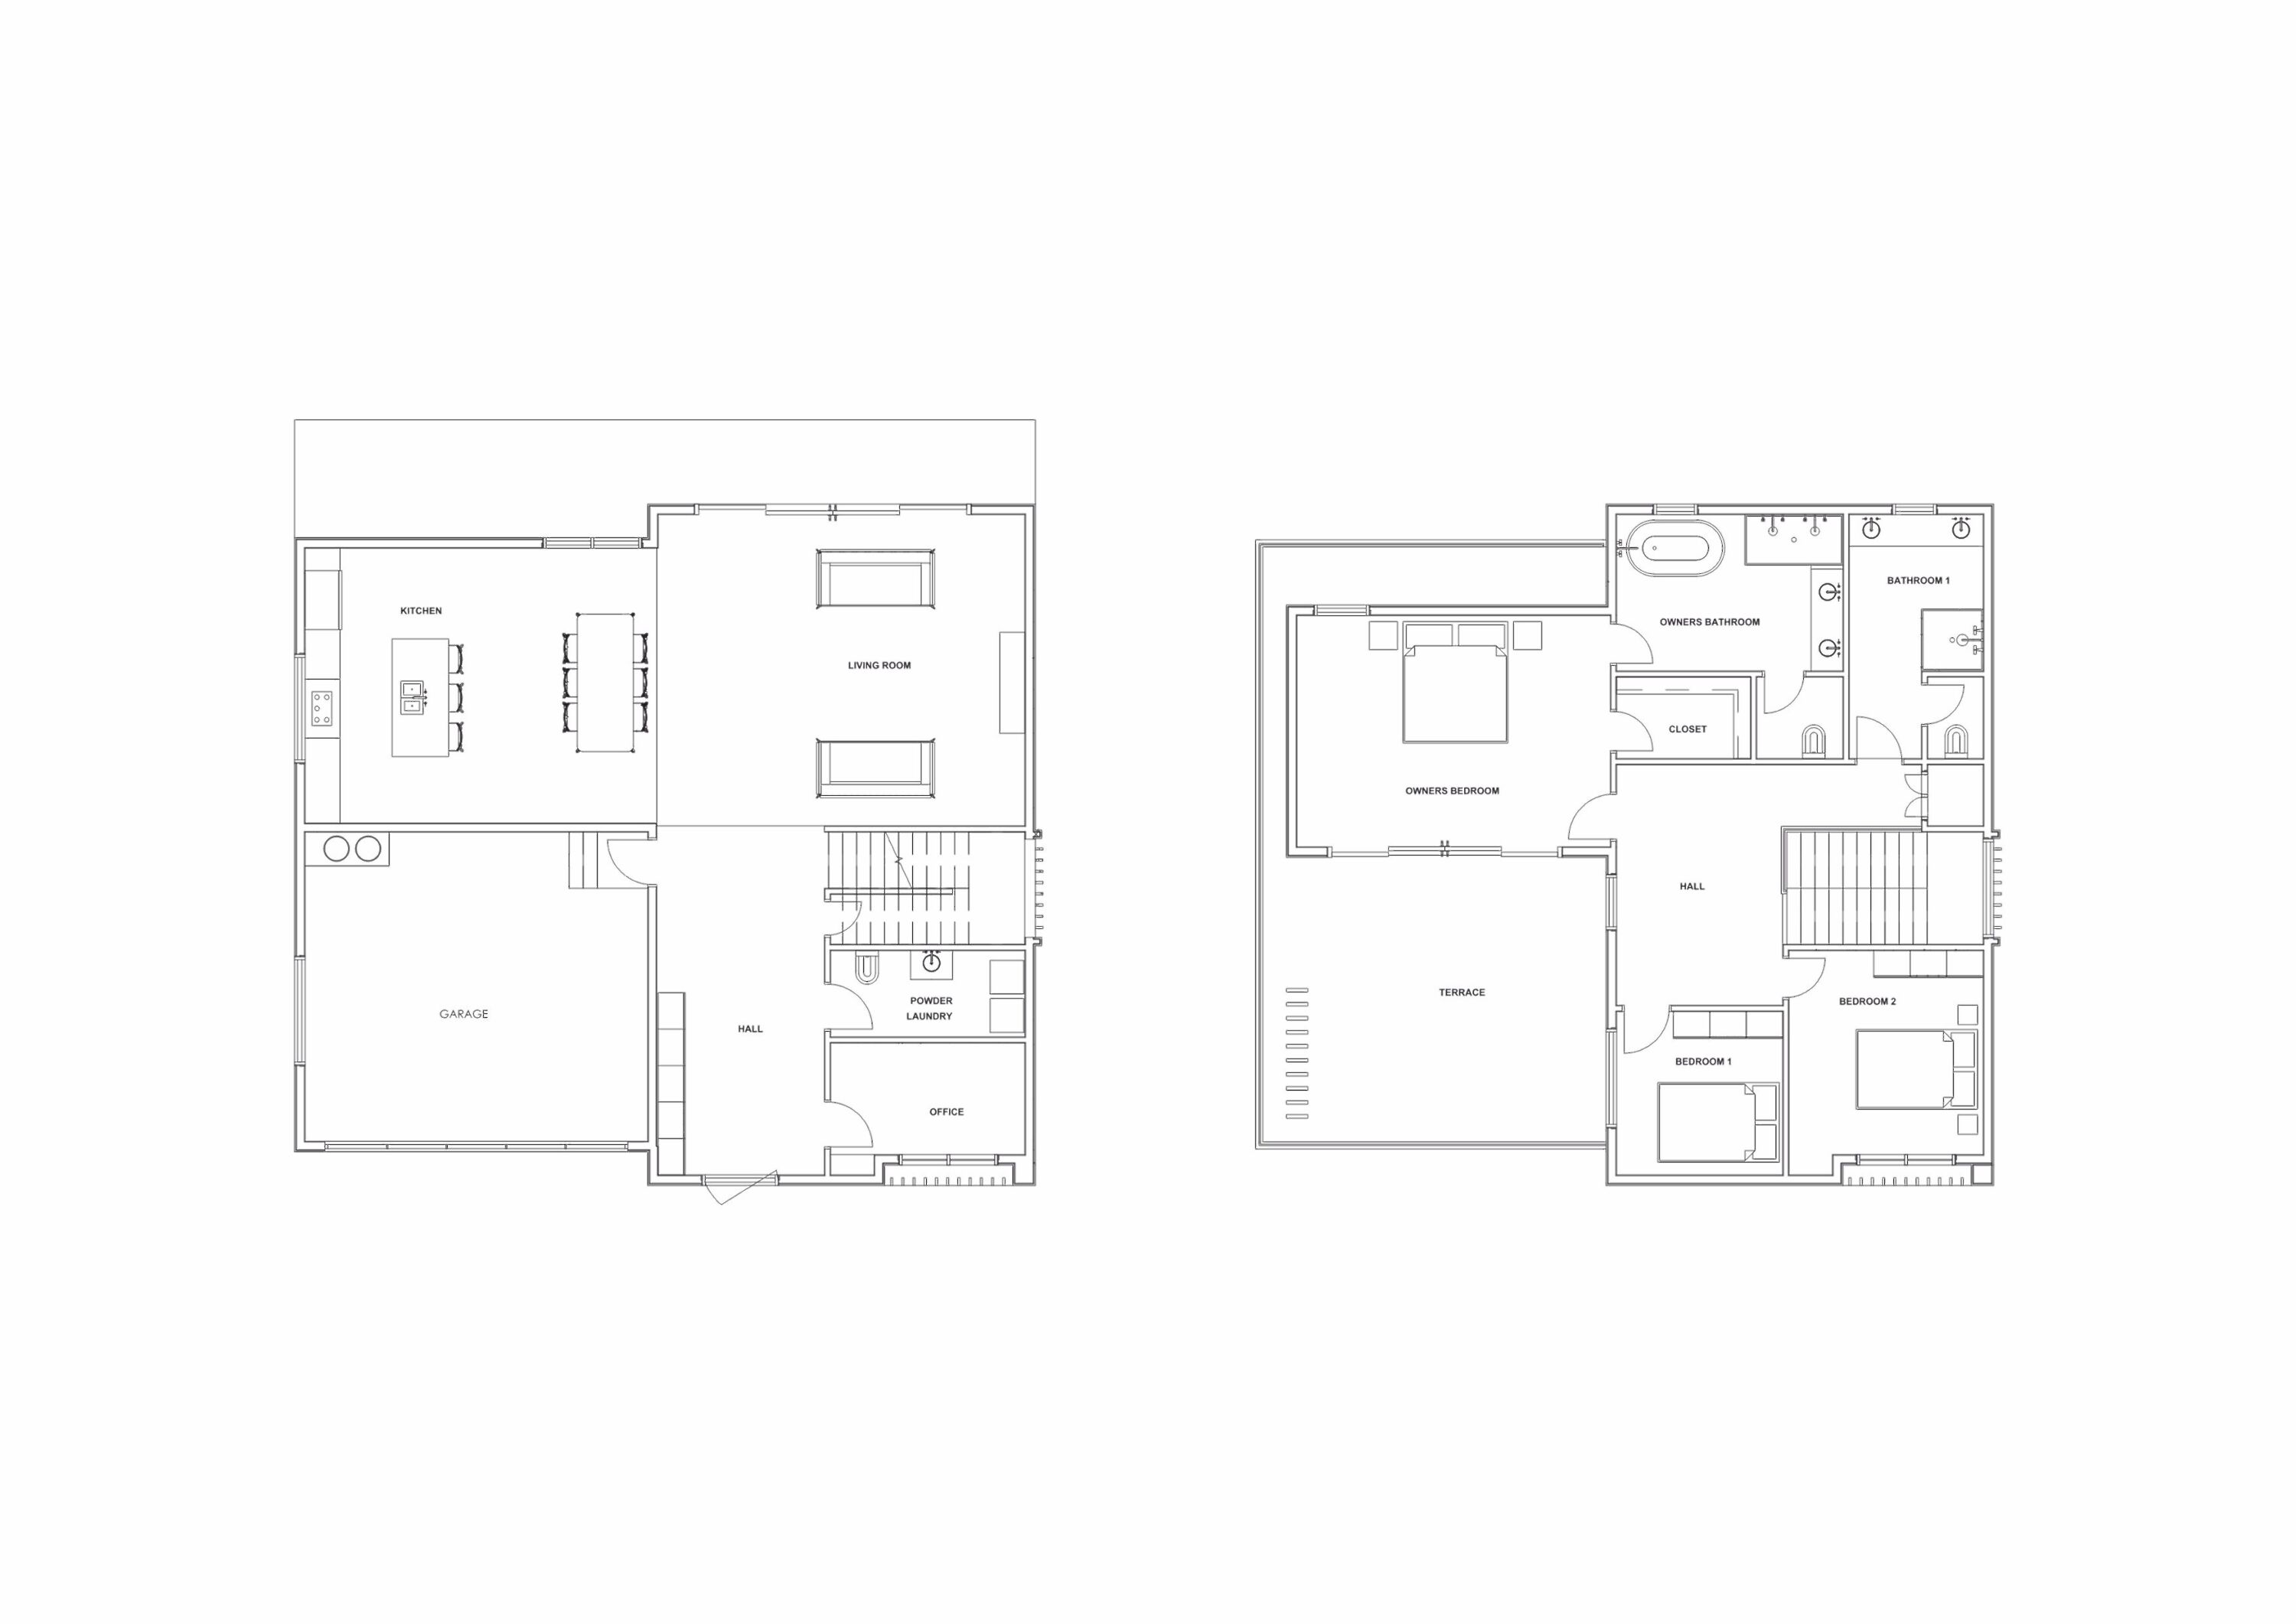 KITCHEN
LIVING ROOM
GARAGE
HALL
POWDER
LAUNDRY
OFFICE
BATHROOM 1
OWNERS BATHROOM
CLOSET
OWNERS BEDROOM
HALL
TERRACE
BEDROOM 2
BEDROOM 1